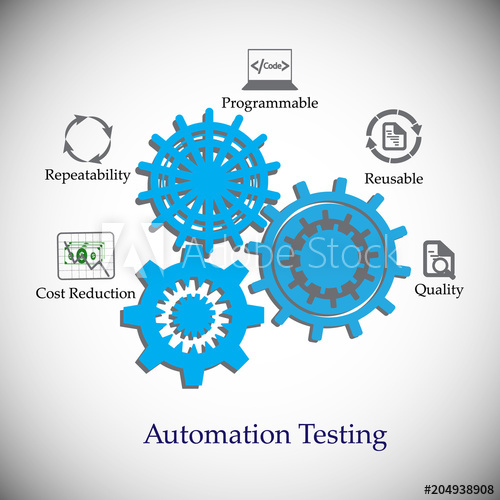 </Code>
Programmable
Repeatability
Reusable
Cost Reduction
Quality
Adobe Stock
Automation Testing
#204938908